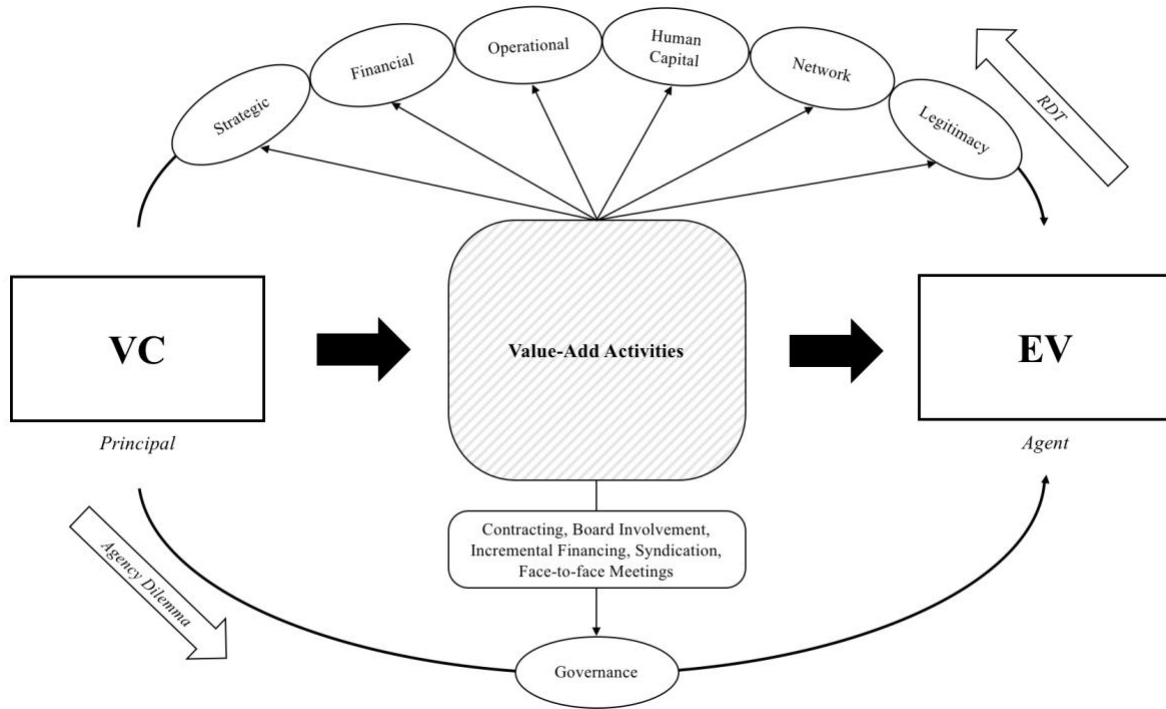 Strategic
Financial
Operational
Human
Capital
Network
Legitimacy
RDT
VC
Principal
Value-Add Activities
EV
Agent
Agency Dilemma
Contracting, Board Involvement,
Incremental Financing, Syndication,
Face-to-face Meetings
Governance